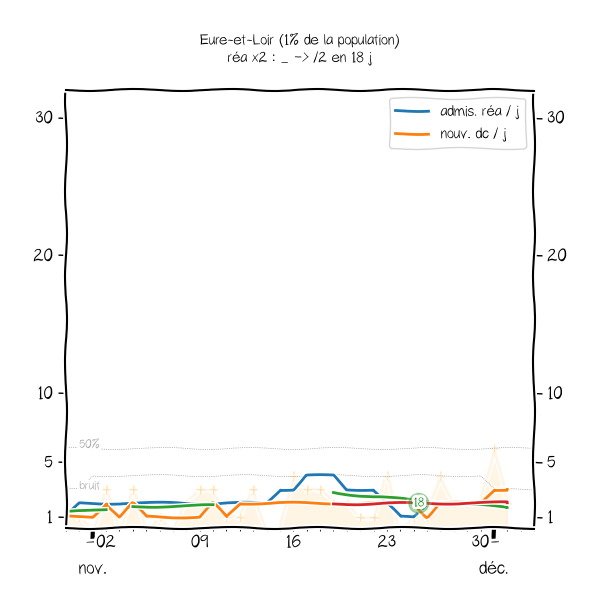 Eure-et-Loir (1% de la population)
réa x2 : _ -> /2 en 18 j
admis. réa / j
nouv. dc / j
30 30
20 20
10 10
50%
5 5
bruit
18
1 1
02 09 16 23 30
nov. déc.